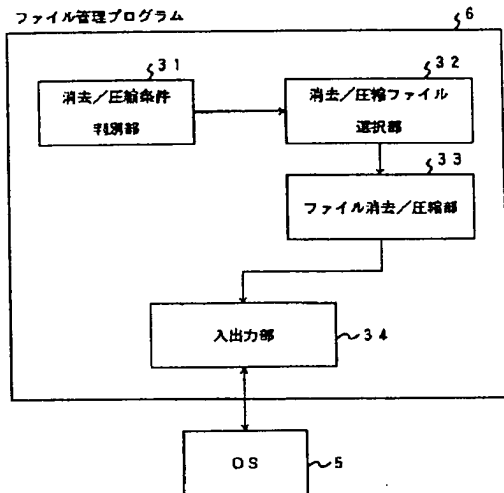 ファイル管理プログラム
6
31
消去/圧縮条件
判別部
32
消去/圧縮ファイル
選択部
33
ファイル消去/圧縮部
入出力部
34
OS
5